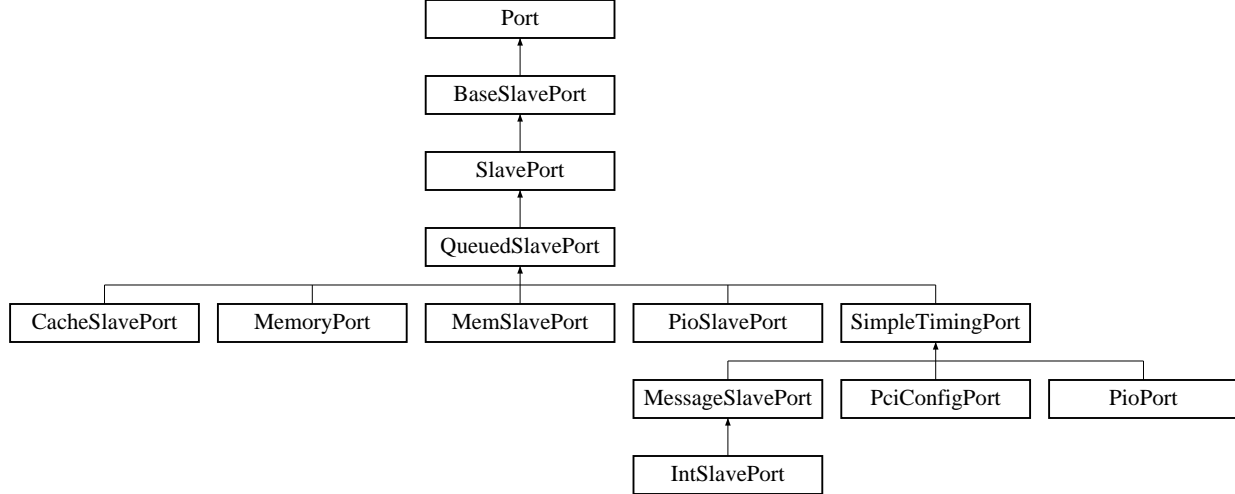 Port
BaseSlavePort
SlavePort
QueuedSlavePort
CacheSlavePort
MemoryPort
MemSlavePort
PioSlavePort
SimpleTimingPort
MessageSlavePort
PciConfigPort
PioPort
IntSlavePort